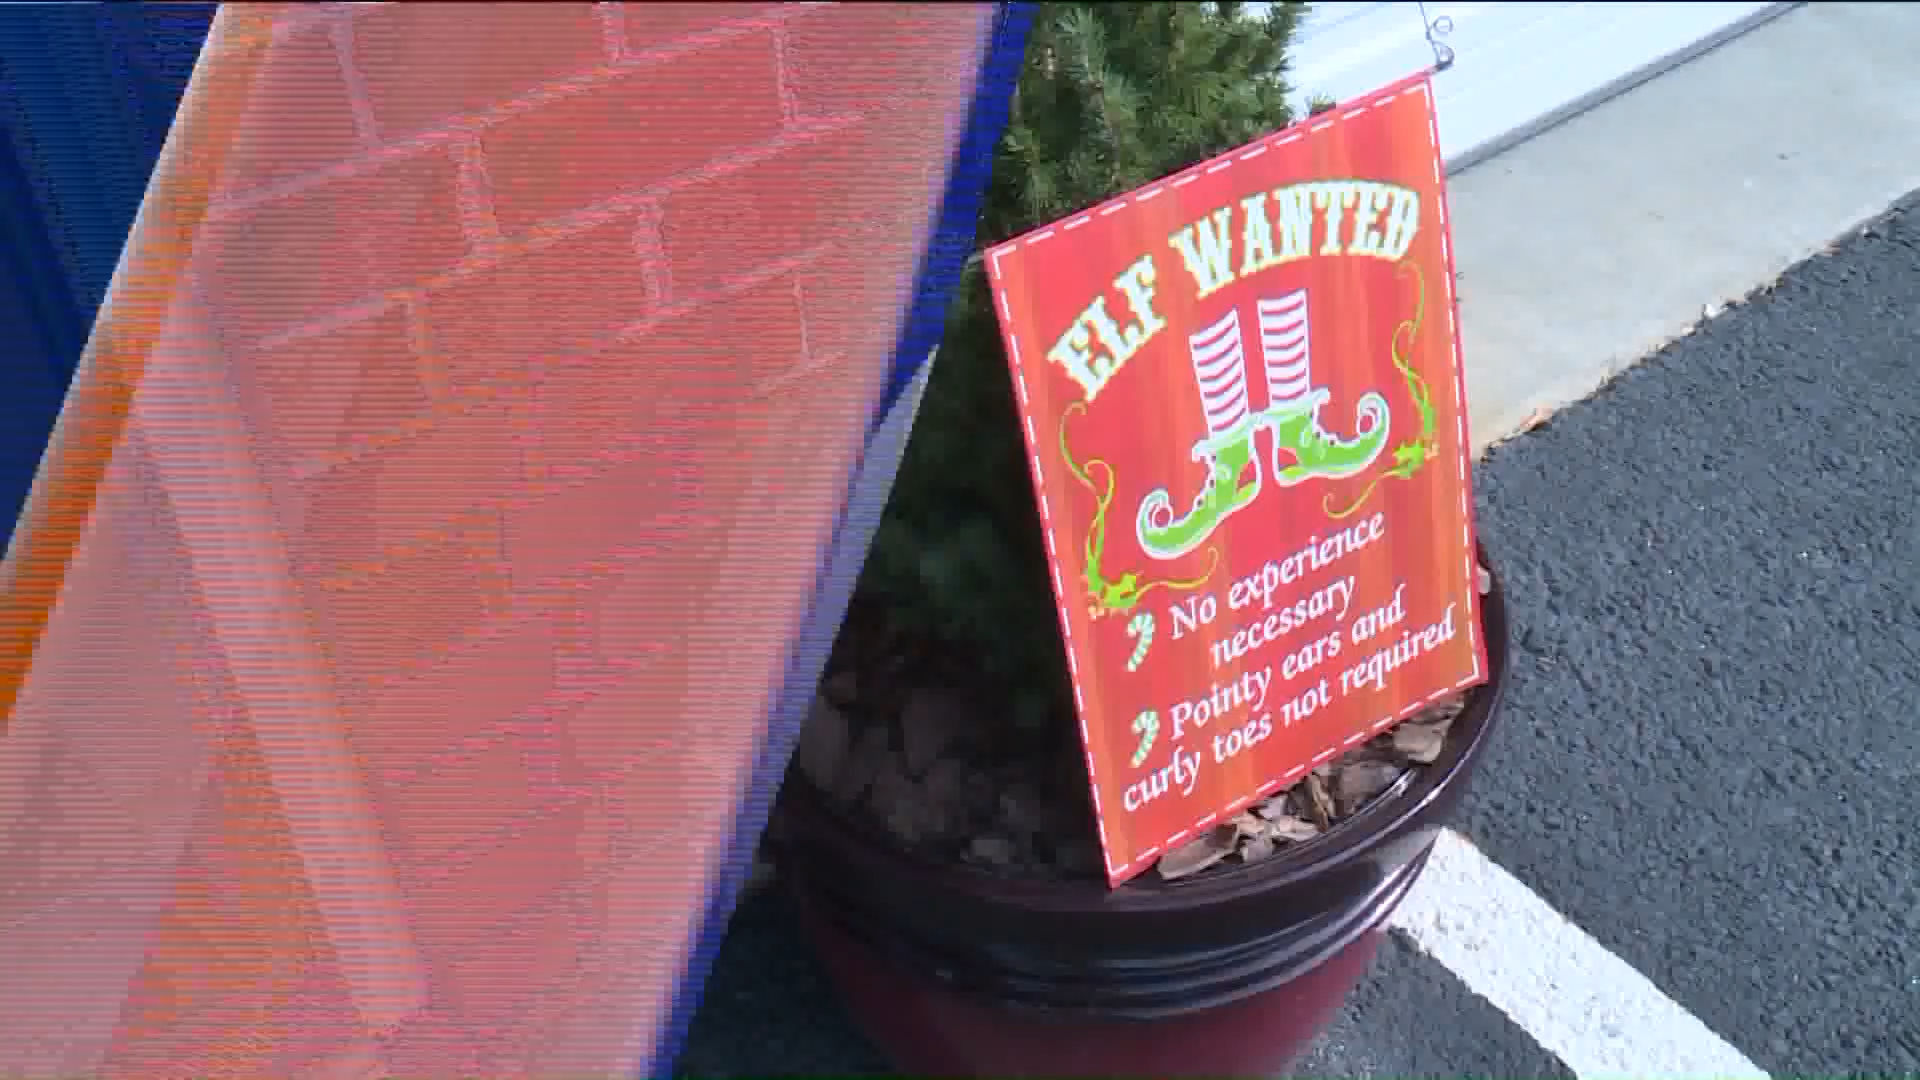 ELF WANTED
No experience
necessary
Pointy ears and
curly toes not required